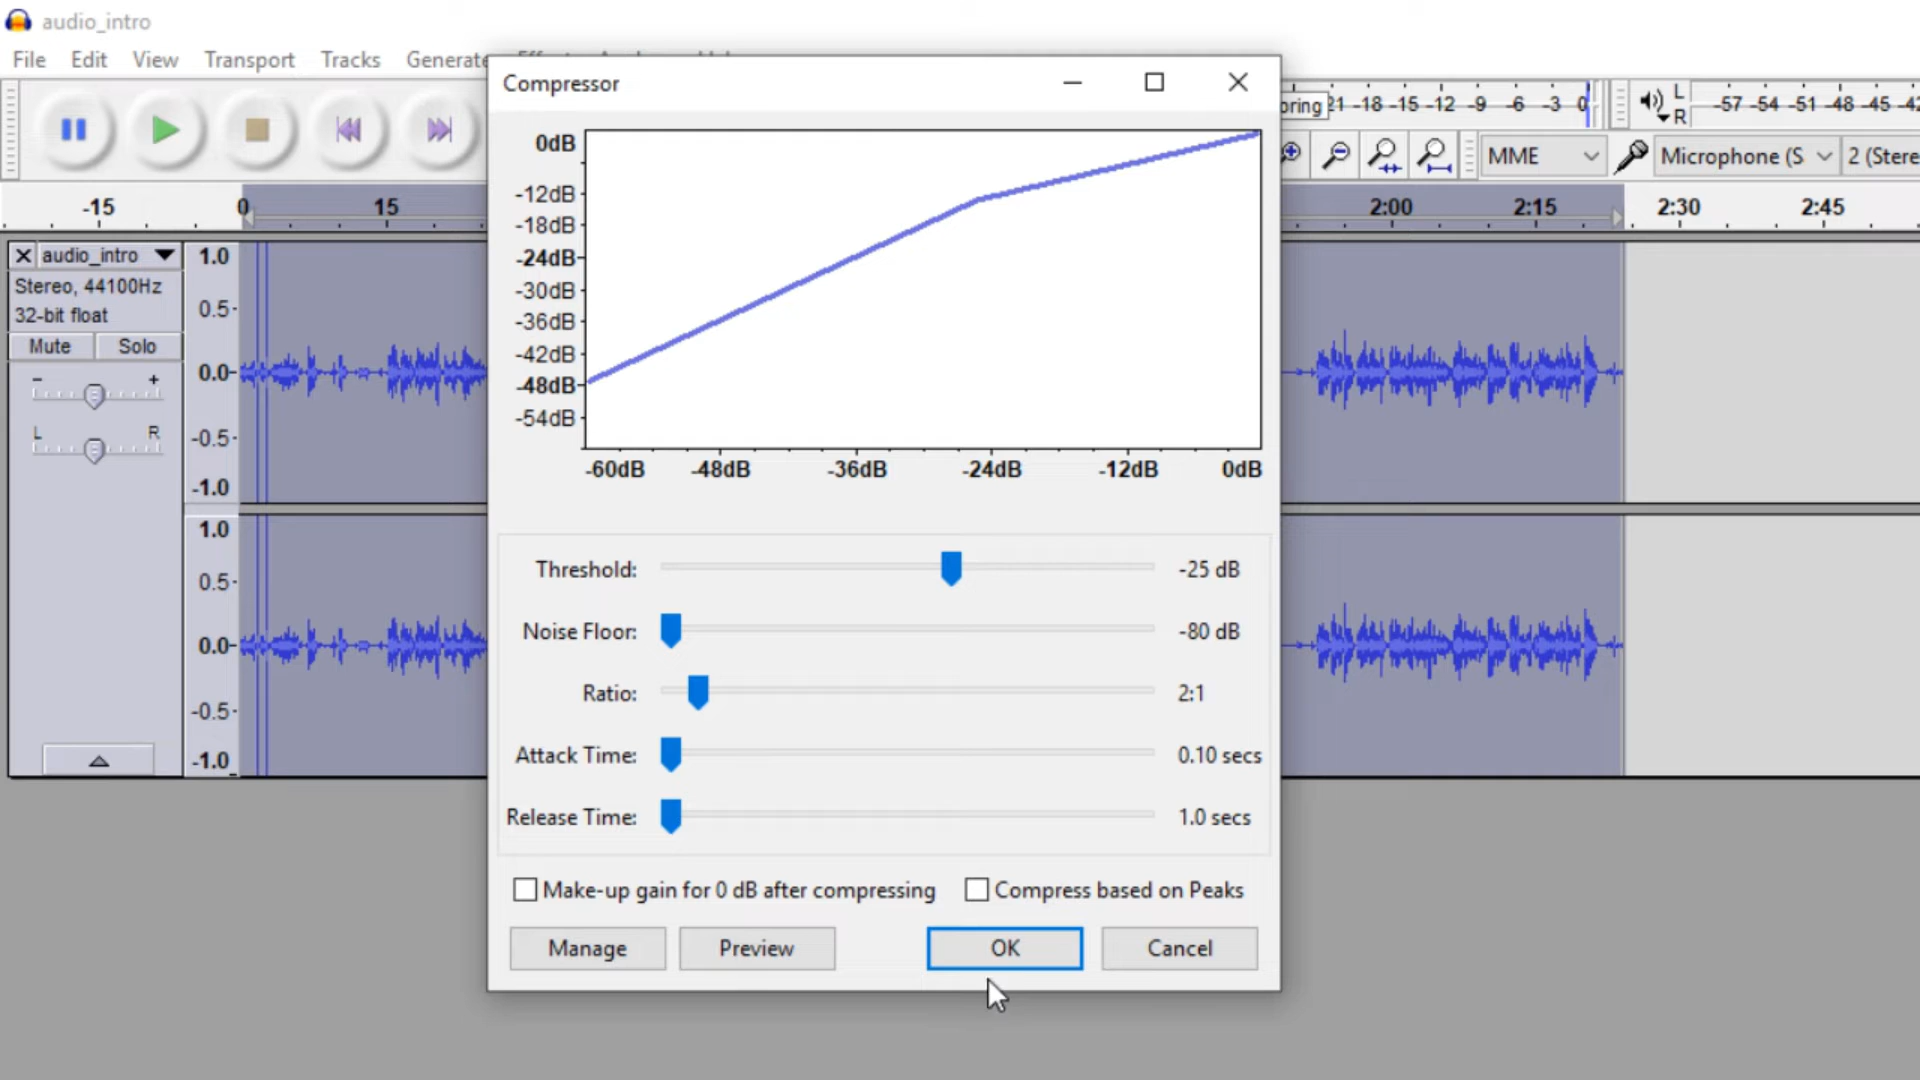 audio_intro
File Edit View Transport Tracks Generate
Compressor
-18 -15 -12 -9 -6 -3 0
L
R
-57 -54 -51 -48 -45
MME
Microphone (S
2 (Stere
-15 0 15 2:00 2:15 2:30 2:45
audio_intro
Stereo, 44100Hz
32-bit float
Mute Solo
- +
L R
1.0
0.5
0.0
-0.5
-1.0
1.0
0.5
0.0
-0.5
-1.0
0dB
-12dB
-18dB
-24dB
-30dB
-36dB
-42dB
-48dB
-54dB
-60dB -48dB -36dB -24dB -12dB 0dB
Threshold: -25 dB
Noise Floor: -80 dB
Ratio: 2:1
Attack Time: 0.10 secs
Release Time: 1.0 secs
Make-up gain for 0 dB after compressing Compress based on Peaks
Manage Preview OK Cancel